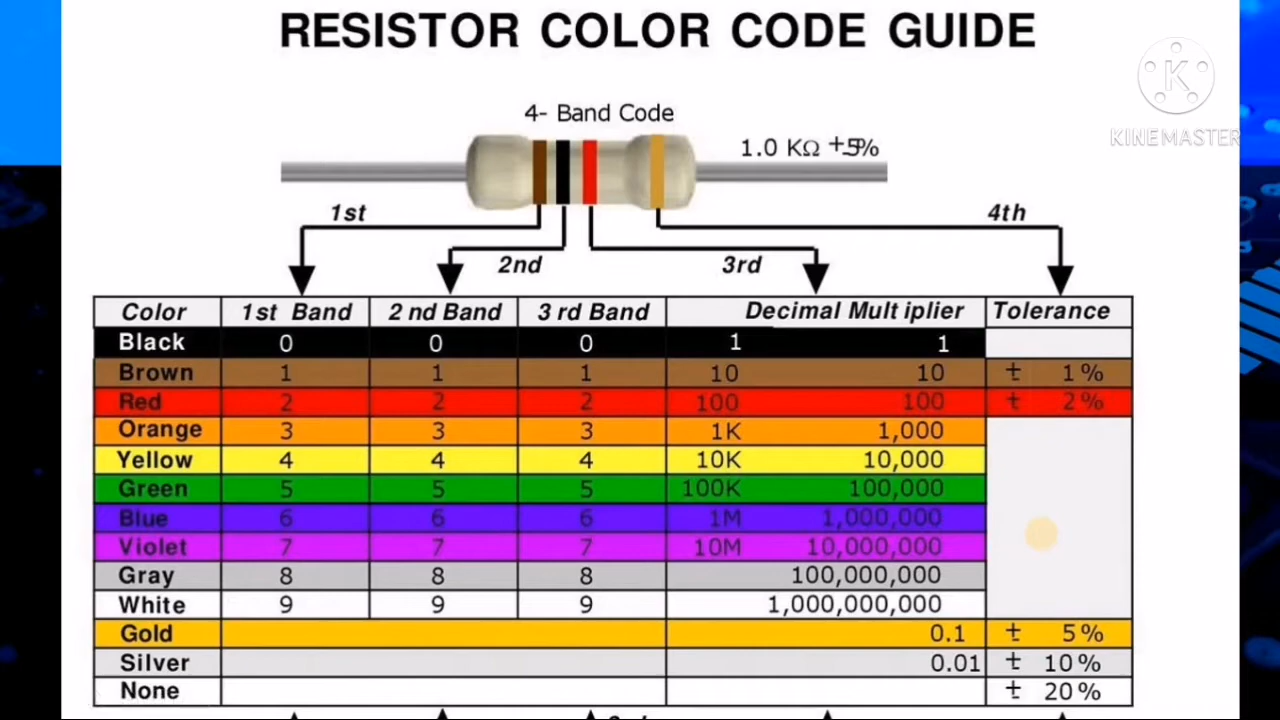 RESISTOR COLOR CODE GUIDE
KINEMASTER
4- Band Code
1.0 KΩ +5%
1st
4th
2nd
3rd
Color 1st Band 2 nd Band 3 rd Band Decimal Mult iplier Tolerance
Black 0 0 0 1 1
Brown 1 1 1 10 10 ± 1%
Red 2 2 2 100 100 ± 2%
Orange 3 3 3 1K 1,000
Yellow 4 4 4 10K 10,000
Green 5 5 5 100K 100,000
Blue 6 6 6 1M 1,000,000
Violet 7 7 7 10M 10,000,000
Gray 8 8 8 100,000,000
White 9 9 9 1,000,000,000
Gold 0.1 ± 5%
Silver 0.01 ± 10%
None ± 20%